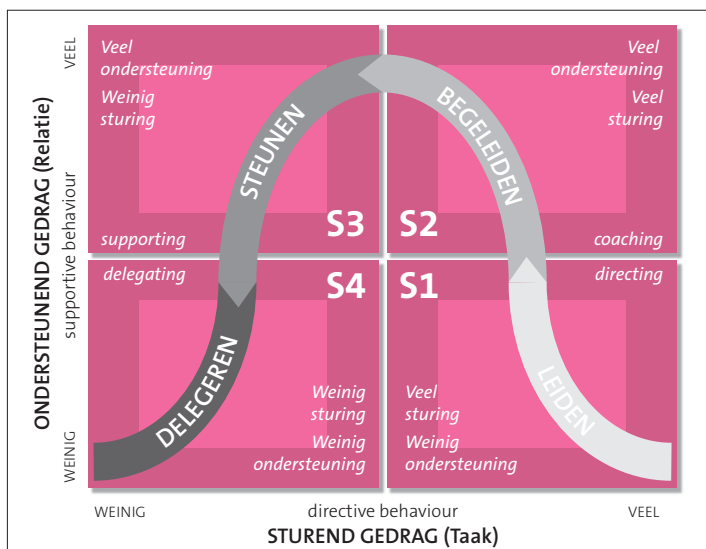 VEEL
Veel
ondersteuning
Weinig
sturing
Veel
ondersteuning
Veel
sturing
STEUNEN
BEGELEIDEN
S3
S2
supporting
coaching
delegating
directing
S4
S1
DELEGEREN
LEIDEN
Weinig
sturing
Weinig
ondersteuning
Veel
sturing
Weinig
ondersteuning
ONDERSTEUNEND GEDRAG (Relatie)
supportive behaviour
WEINIG
WEINIG
directive behaviour
VEEL
STUREND GEDRAG (Taak)